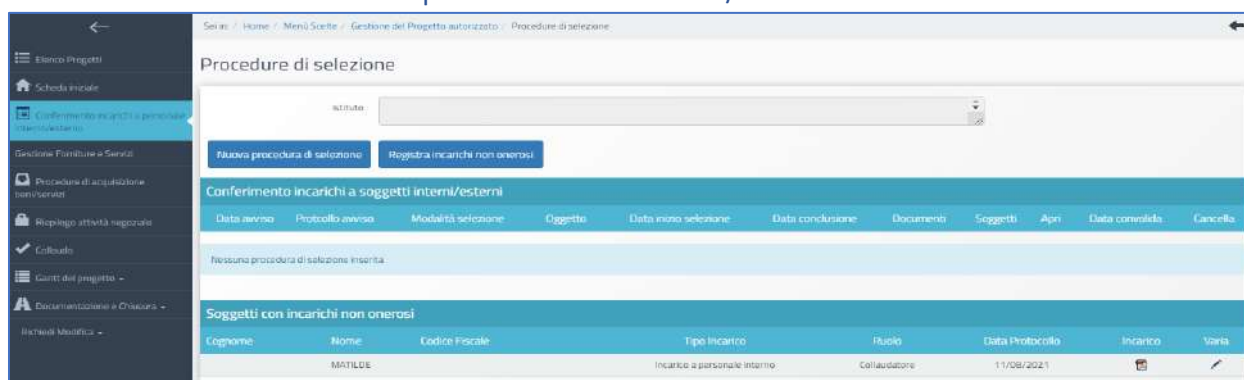 Sei in / Home / Menù Scelte / Gestione del Progetto autorizzato / Procedure di selezione
Elenco Progetti
Scheda iniziale
Conferimento incarichi a personale
interno/esterno
Gestione Forniture e Servizi
Procedure di acquisizione
beni/servizi
Riepilogo attività negoziale
Collaudo
Gantt del progetto
Documentazione e Chiusura
Richiedi Modifica
Procedure di selezione
Istituto
Nuova procedura di selezione Registra incarichi non onerosi
Conferimento incarichi a soggetti interni/esterni
Data avviso Protocollo avviso Modalità selezione Oggetto Data inizio selezione Data conclusione Documenti Soggetti Apri Data convalida Cancella
Nessuna procedura di selezione inserita
Soggetti con incarichi non onerosi
Cognome Nome Codice Fiscale Tipo Incarico Ruolo Data Protocollo Incarico Varia
MATILDE Incarico a personale interno Collaudatore 11/08/2021